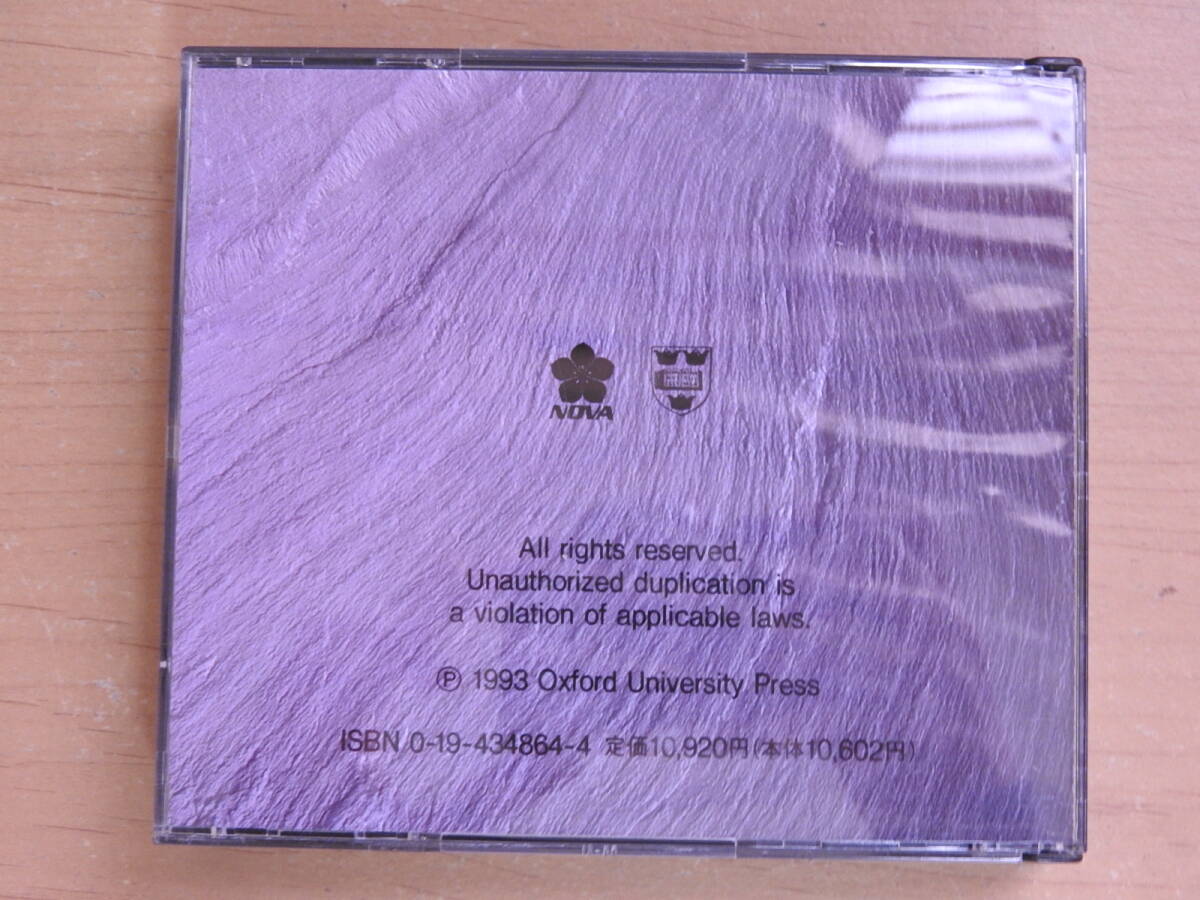 NOVA
All rights reserved.
Unauthorized duplication is
a violation of applicable laws.
℗ 1993 Oxford University Press
ISBN 0-19-434864-4 定価10,920円(本体10,602円)